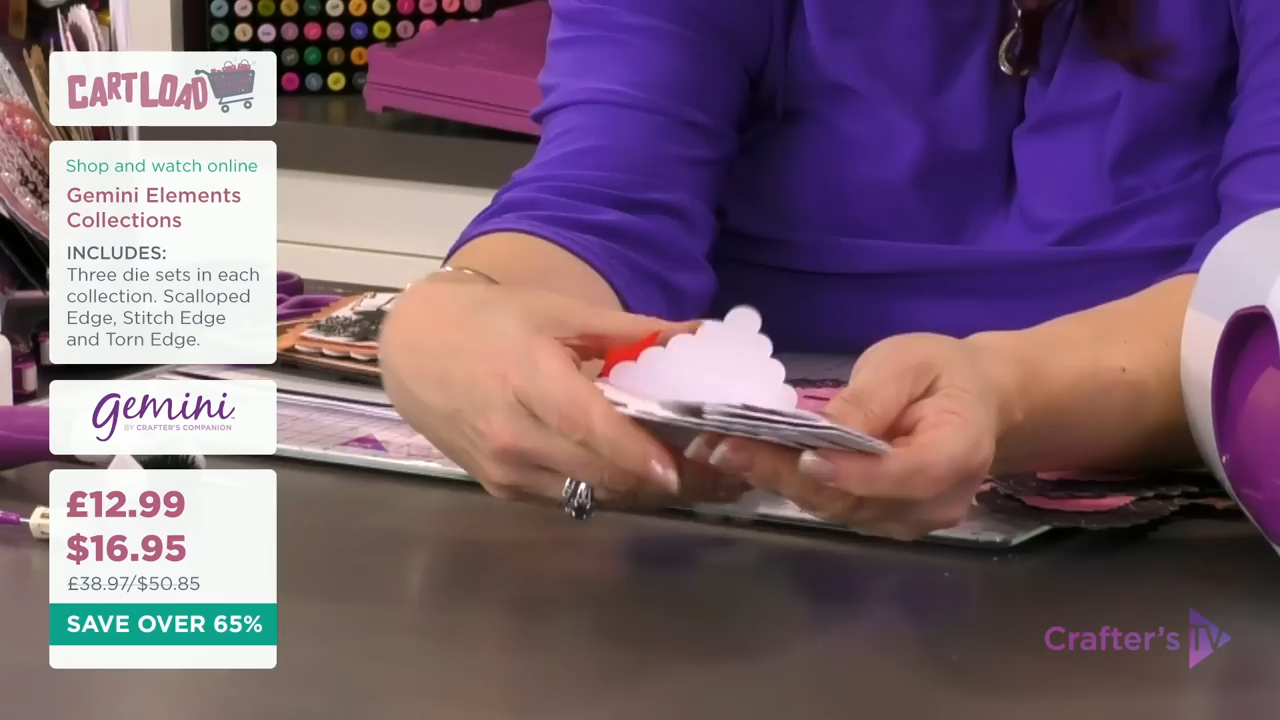 CARTLOAD
Shop and watch online
Gemini Elements
Collections
INCLUDES:
Three die sets in each
collection. Scalloped
Edge, Stitch Edge
and Torn Edge.
gemini
BY CRAFTER'S COMPANION
£12.99
$16.95
£38.97/$50.85
SAVE OVER 65%
Crafter's TV